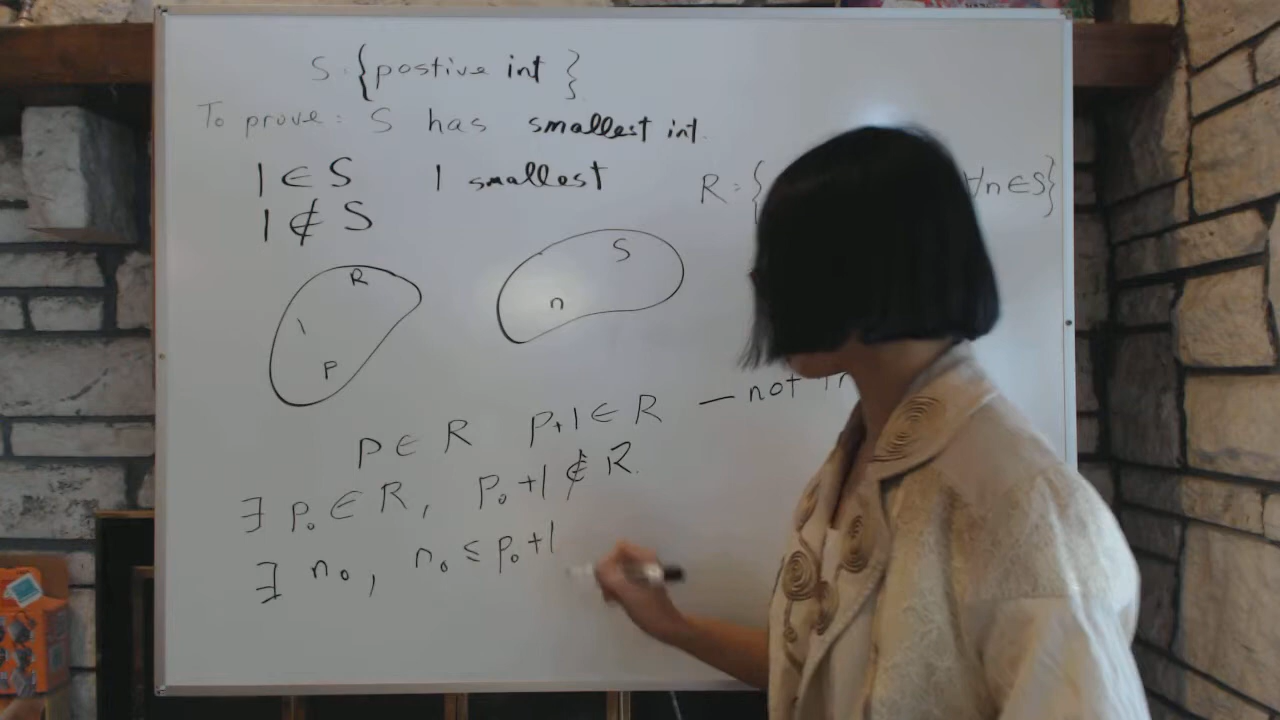 S : {postive int }
To prove: S has smallest int.
1 ∈ S 1 smallest
R = { ∀n∈S}
1 ∉ S
R
1
P
S
n
p ∈ R p+1 ∈ R — not
∃ p₀ ∈ R, p₀+1 ∉ R.
∃ n₀, n₀ ≤ p₀+1